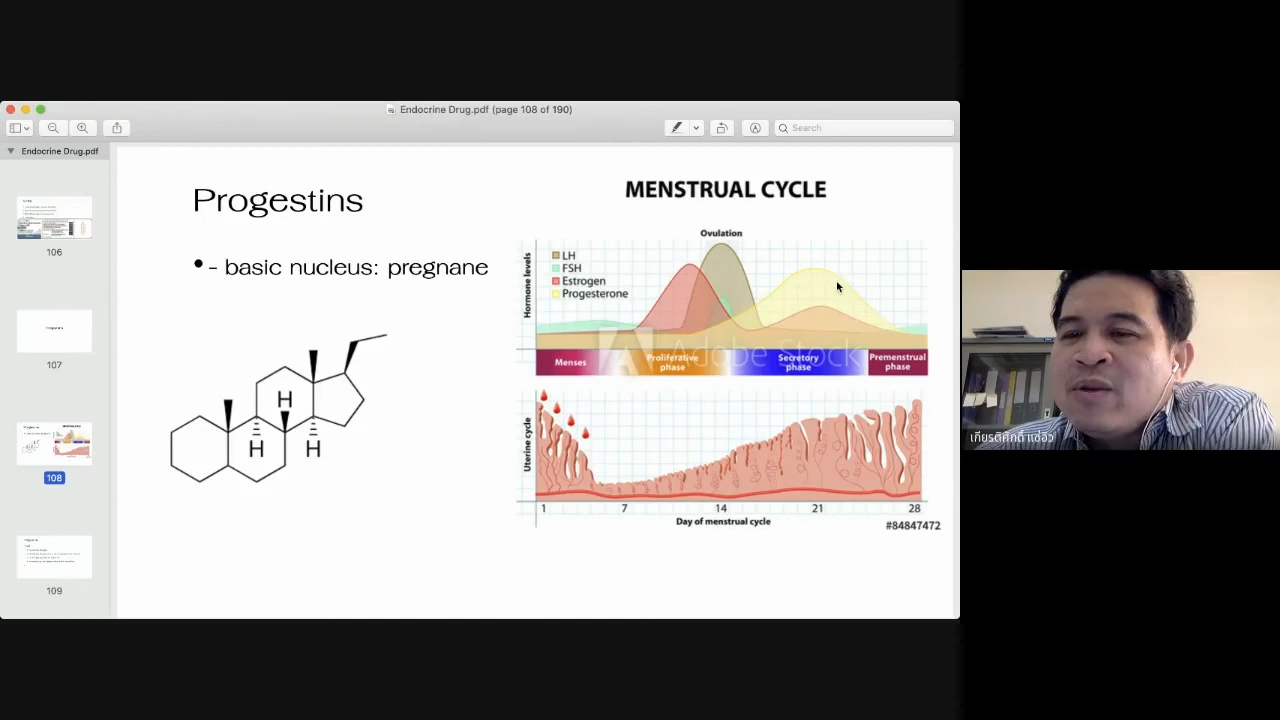 Endocrine Drug.pdf (page 108 of 190)
Search
Endocrine Drug.pdf
106
107
108
109
Progestins
• - basic nucleus: pregnane
H
H
H
MENSTRUAL CYCLE
Ovulation
Hormone levels
LH
FSH
Estrogen
Progesterone
Adobe Stock
Menses
Proliferative phase
Secretory phase
Premenstrual phase
Uterine cycle
1 7 14 21 28
Day of menstrual cycle
#84847472
เกียรติศักดิ์ แซ่อิว